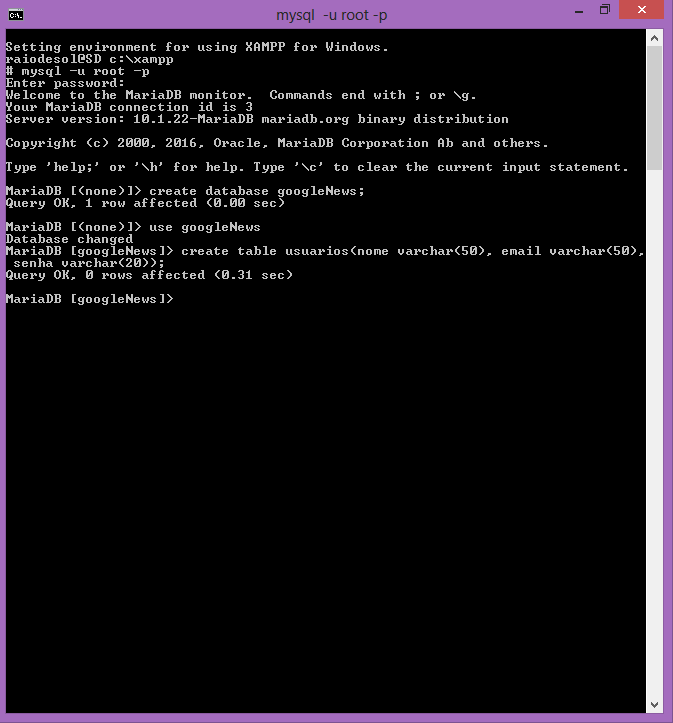 mysql -u root -p
Setting environment for using XAMPP for Windows.
raiodesol@SD c:\xampp
# mysql -u root -p
Enter password:
Welcome to the MariaDB monitor.  Commands end with ; or \g.
Your MariaDB connection id is 3
Server version: 10.1.22-MariaDB mariadb.org binary distribution
Copyright (c) 2000, 2016, Oracle, MariaDB Corporation Ab and others.
Type 'help;' or '\h' for help. Type '\c' to clear the current input statement.
MariaDB [(none)]> create database googleNews;
Query OK, 1 row affected (0.00 sec)
MariaDB [(none)]> use googleNews
Database changed
MariaDB [googleNews]> create table usuarios(nome varchar(50), email varchar(50),
 senha varchar(20));
Query OK, 0 rows affected (0.31 sec)
MariaDB [googleNews]>